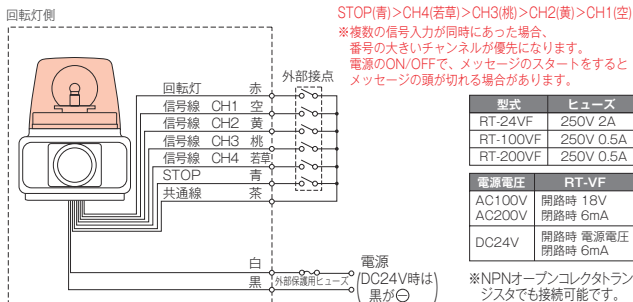 回転灯側
STOP(青)>CH4(若草)>CH3(桃)>CH2(黄)>CH1(空)
※複数の信号入力が同時にあった場合、
番号の大きいチャンネルが優先になります。
電源のON/OFFで、メッセージのスタートをすると
メッセージの頭が切れる場合があります。
外部接点
回転灯 赤
信号線 CH1 空
信号線 CH2 黄
信号線 CH3 桃
信号線 CH4 若草
STOP 青
共通線 茶
白
黒
外部保護用ヒューズ
電源
(DC24V時は
黒が⊖)
型式 ヒューズ
RT-24VF 250V 2A
RT-100VF 250V 0.5A
RT-200VF 250V 0.5A
電源電圧 RT-VF
AC100V 開路時 18V
AC200V 閉路時 6mA
DC24V 開路時 電源電圧
閉路時 6mA
※NPNオープンコレクタトラン
ジスタでも接続可能です。